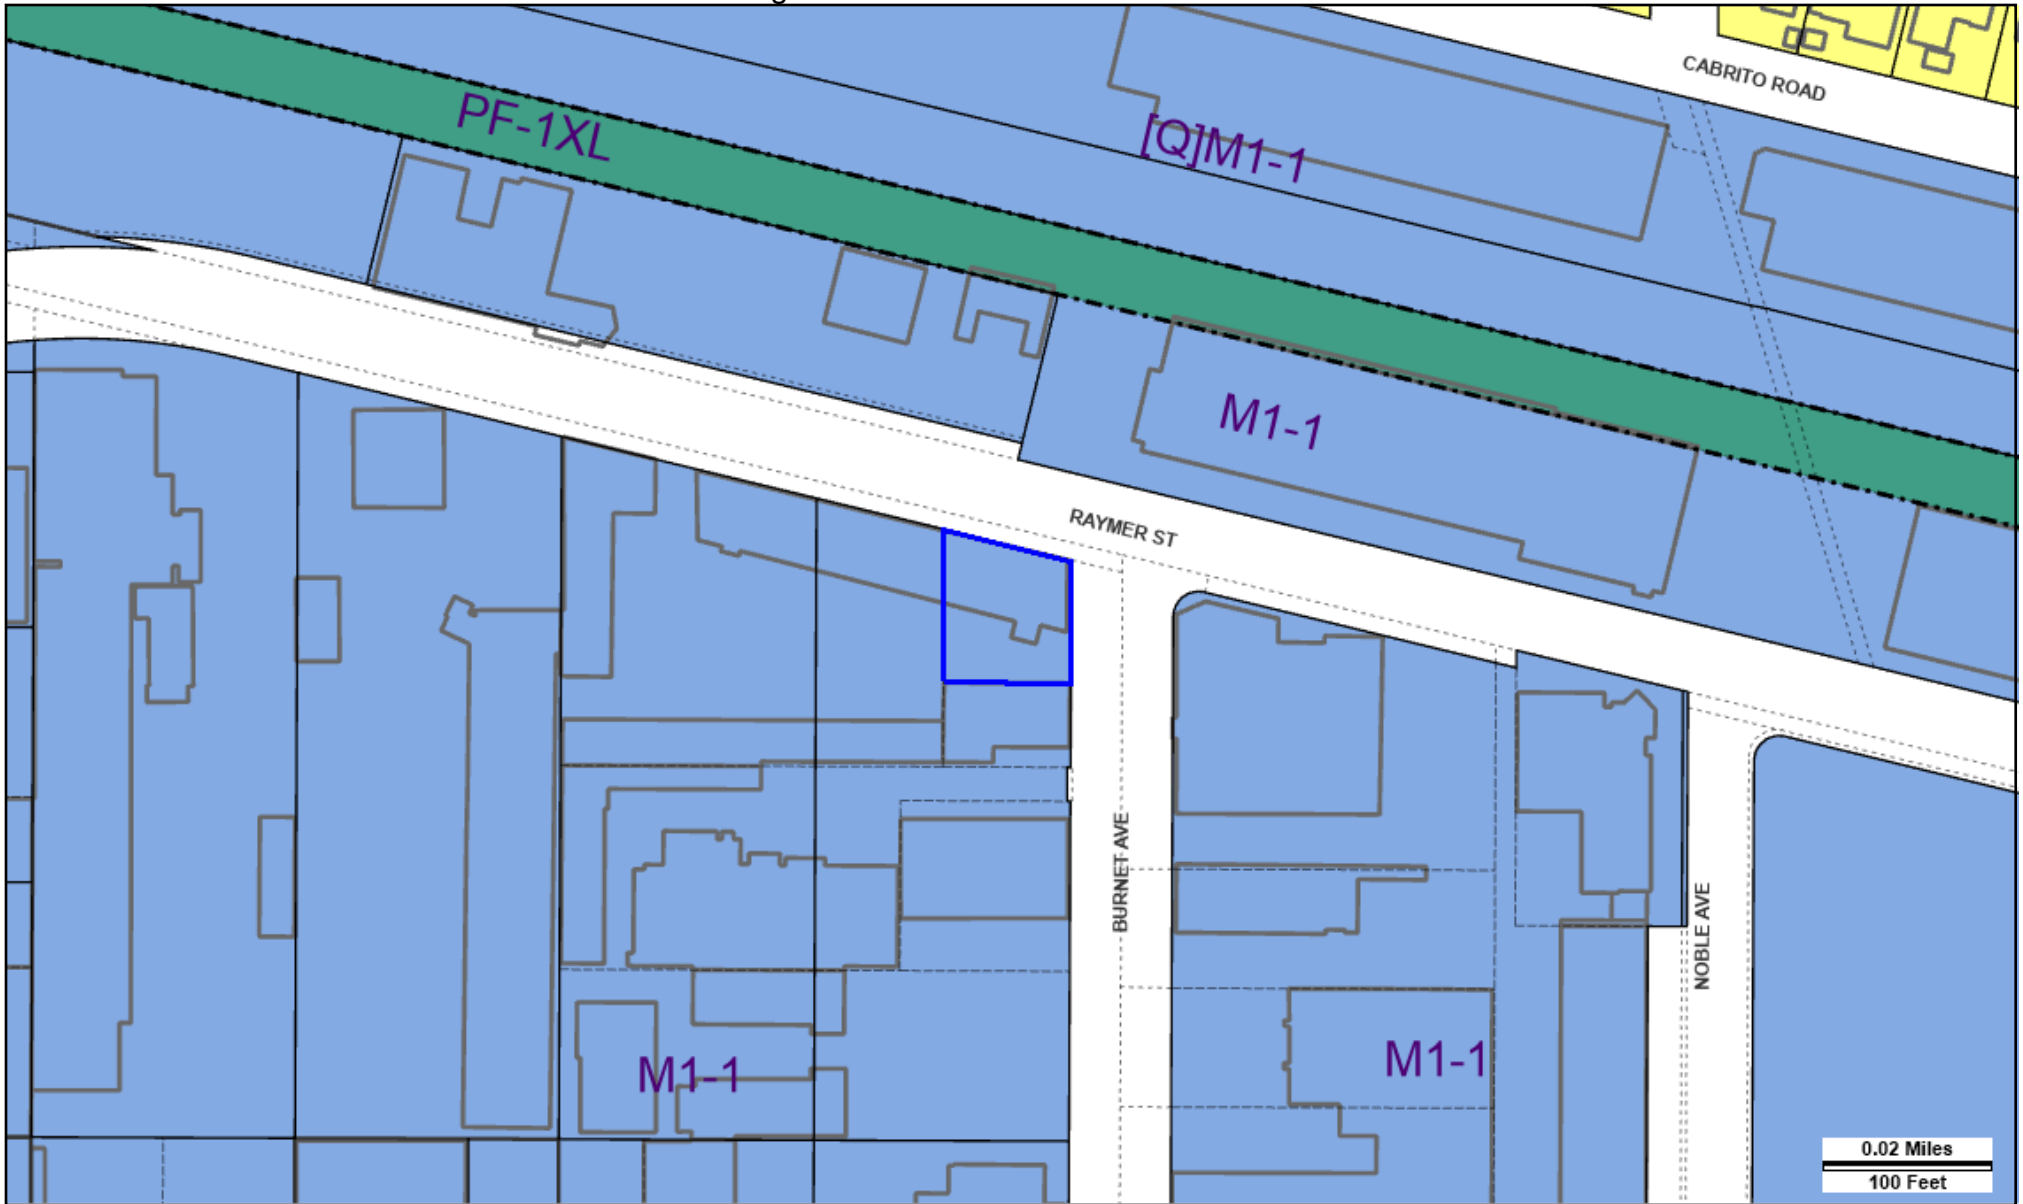 CABRITO ROAD
PF-1XL
[Q]M1-1
M1-1
RAYMER ST
BURNET AVE
NOBLE AVE
M1-1
M1-1
0.02 Miles
100 Feet